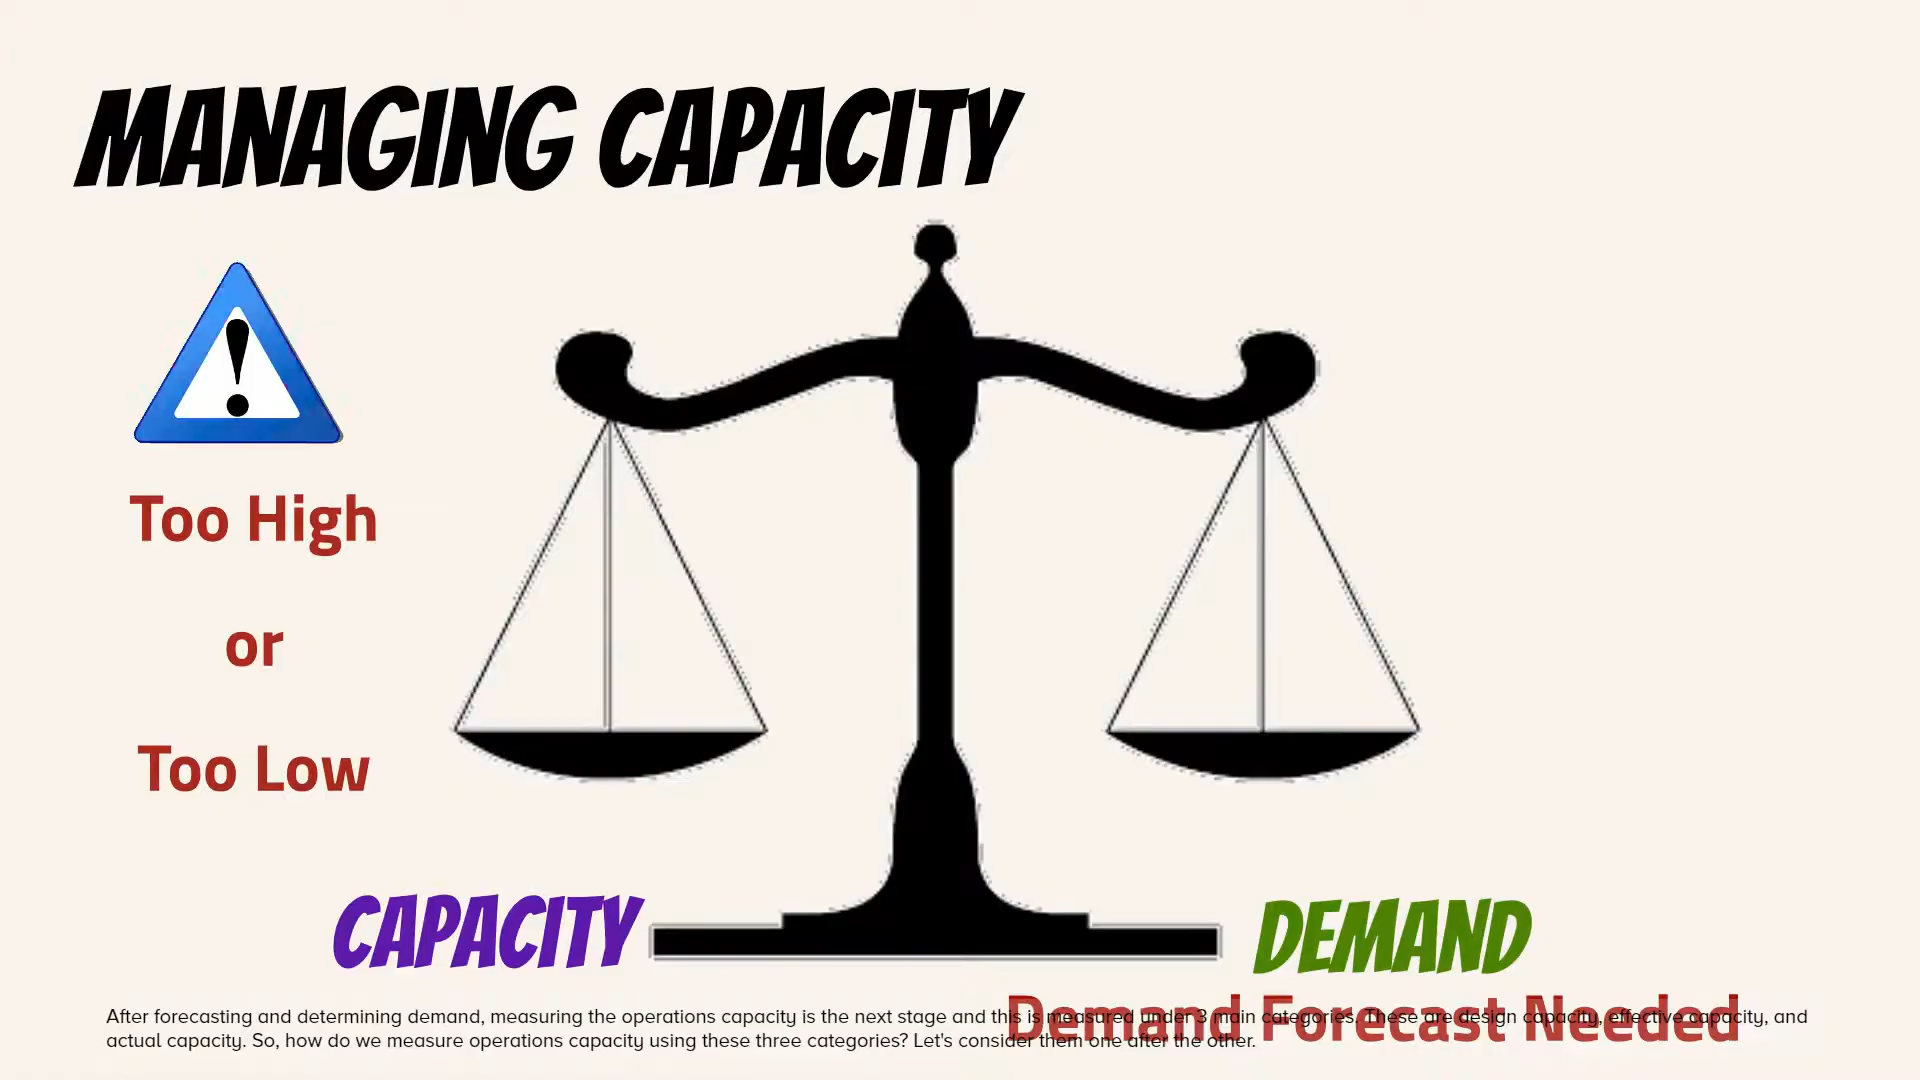 MANAGING CAPACITY
Too High
or
Too Low
CAPACITY
DEMAND
Demand Forecast Needed
After forecasting and determining demand, measuring the operations capacity is the next stage and this is measured under 3 main categories. These are design capacity, effective capacity, and
actual capacity. So, how do we measure operations capacity using these three categories? Let's consider them one after the other.